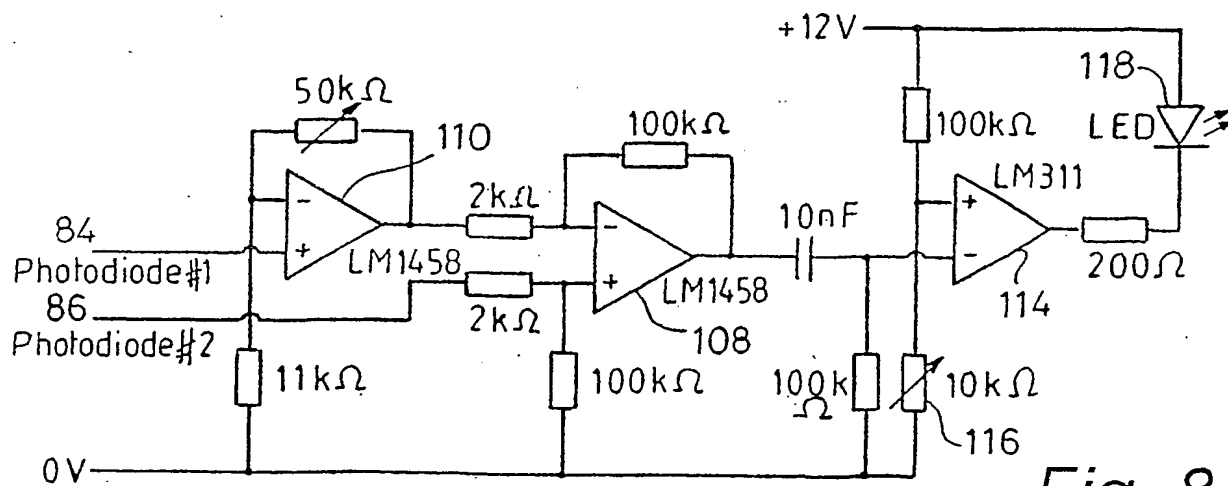 +12V
118
50kΩ
110
100kΩ
100kΩ
LED
LM311
2kΩ
10nF
84
Photodiode#1
LM1458
200Ω
86
LM1458
114
Photodiode#2
2kΩ
108
11kΩ
100kΩ
100k
Ω
10kΩ
116
0V
Fig. 8